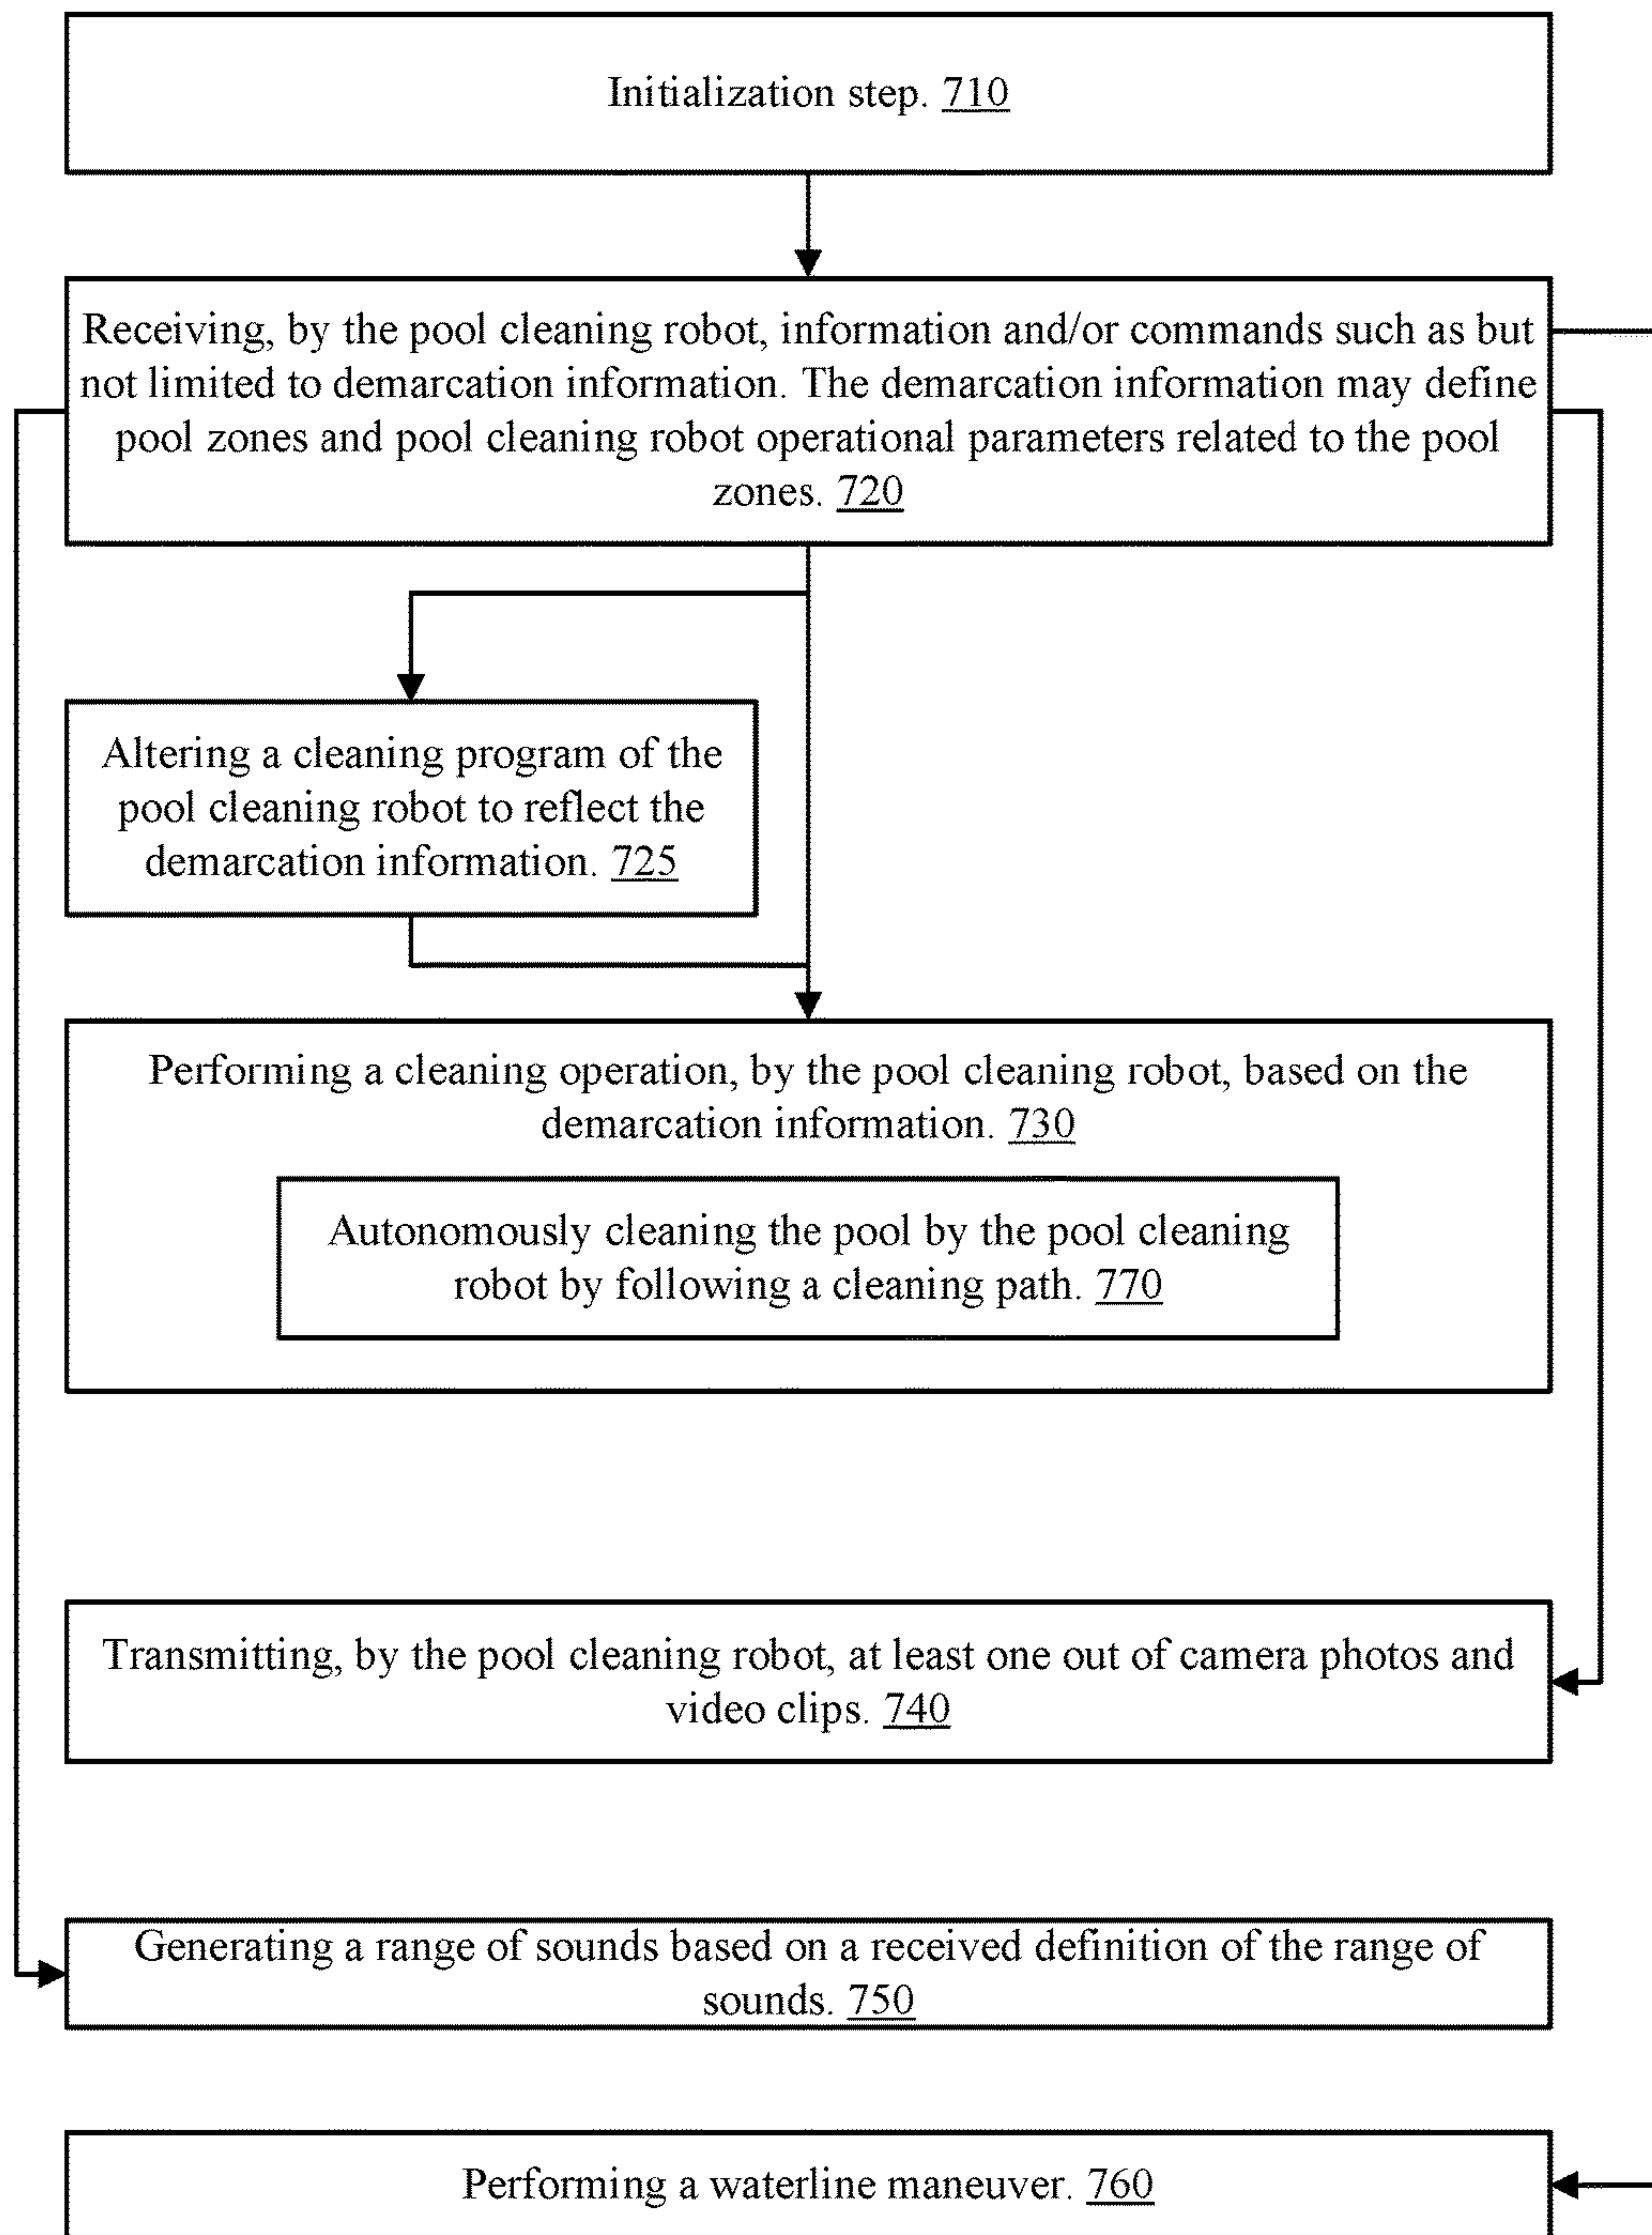 Initialization step. 710
Receiving, by the pool cleaning robot, information and/or commands such as but
not limited to demarcation information. The demarcation information may define
pool zones and pool cleaning robot operational parameters related to the pool
zones. 720
Altering a cleaning program of the
pool cleaning robot to reflect the
demarcation information. 725
Performing a cleaning operation, by the pool cleaning robot, based on the
demarcation information. 730
Autonomously cleaning the pool by the pool cleaning
robot by following a cleaning path. 770
Transmitting, by the pool cleaning robot, at least one out of camera photos and
video clips. 740
Generating a range of sounds based on a received definition of the range of
sounds. 750
Performing a waterline maneuver. 760